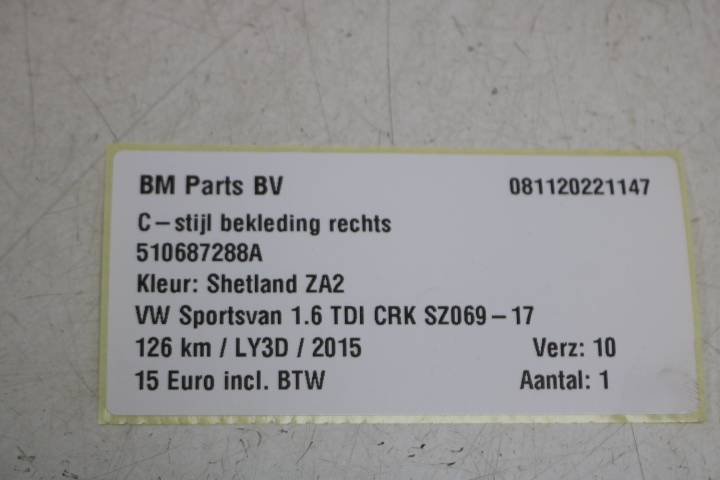 BM Parts BV 081120221147
C-stijl bekleding rechts
510687288A
Kleur: Shetland ZA2
VW Sportsvan 1.6 TDI CRK SZ069-17
126 km / LY3D / 2015 Verz: 10
15 Euro incl. BTW Aantal: 1